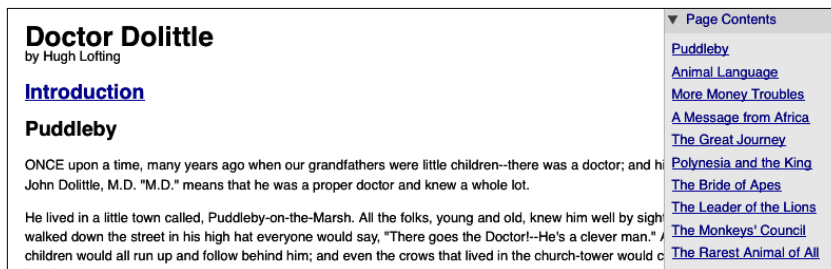 Doctor Dolittle
by Hugh Lofting
Introduction
Puddleby
ONCE upon a time, many years ago when our grandfathers were little children--there was a doctor; and hi
John Dolittle, M.D. "M.D." means that he was a proper doctor and knew a whole lot.
He lived in a little town called, Puddleby-on-the-Marsh. All the folks, young and old, knew him well by sight
walked down the street in his high hat everyone would say, "There goes the Doctor!--He's a clever man."
children would all run up and follow behind him; and even the crows that lived in the church-tower would c
▼ Page Contents
Puddleby
Animal Language
More Money Troubles
A Message from Africa
The Great Journey
Polynesia and the King
The Bride of Apes
The Leader of the Lions
The Monkeys' Council
The Rarest Animal of All